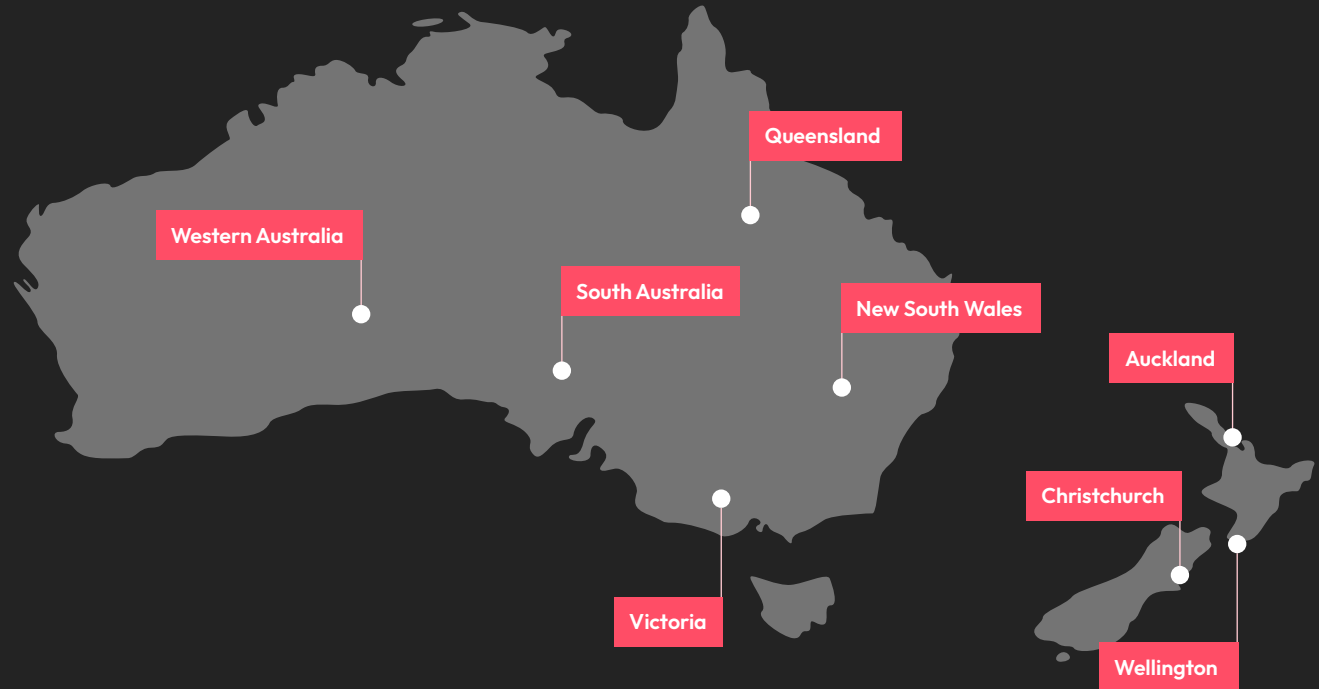 Queensland
Western Australia
South Australia
New South Wales
Auckland
Christchurch
Victoria
Wellington